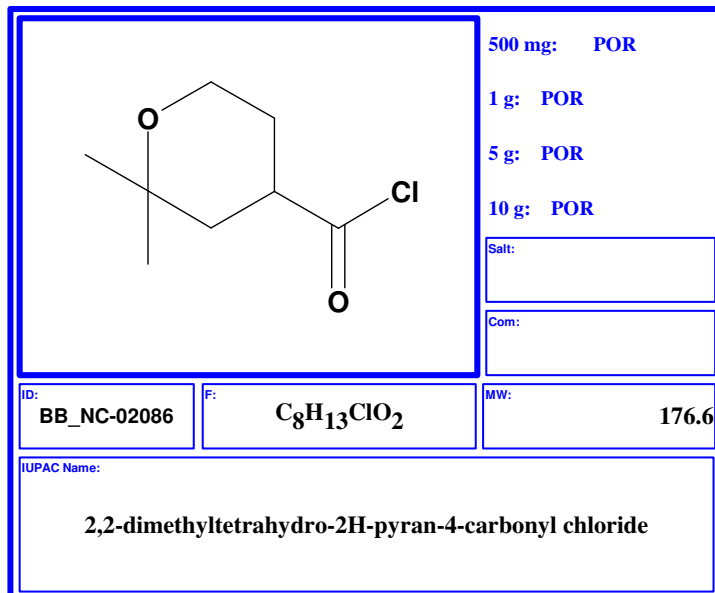 500 mg: POR
1 g: POR
5 g: POR
10 g: POR
O
Cl
O
Salt:
Com:
ID:
BB_NC-02086
F:
C8H13ClO2
MW:
176.6
IUPAC Name:
2,2-dimethyltetrahydro-2H-pyran-4-carbonyl chloride